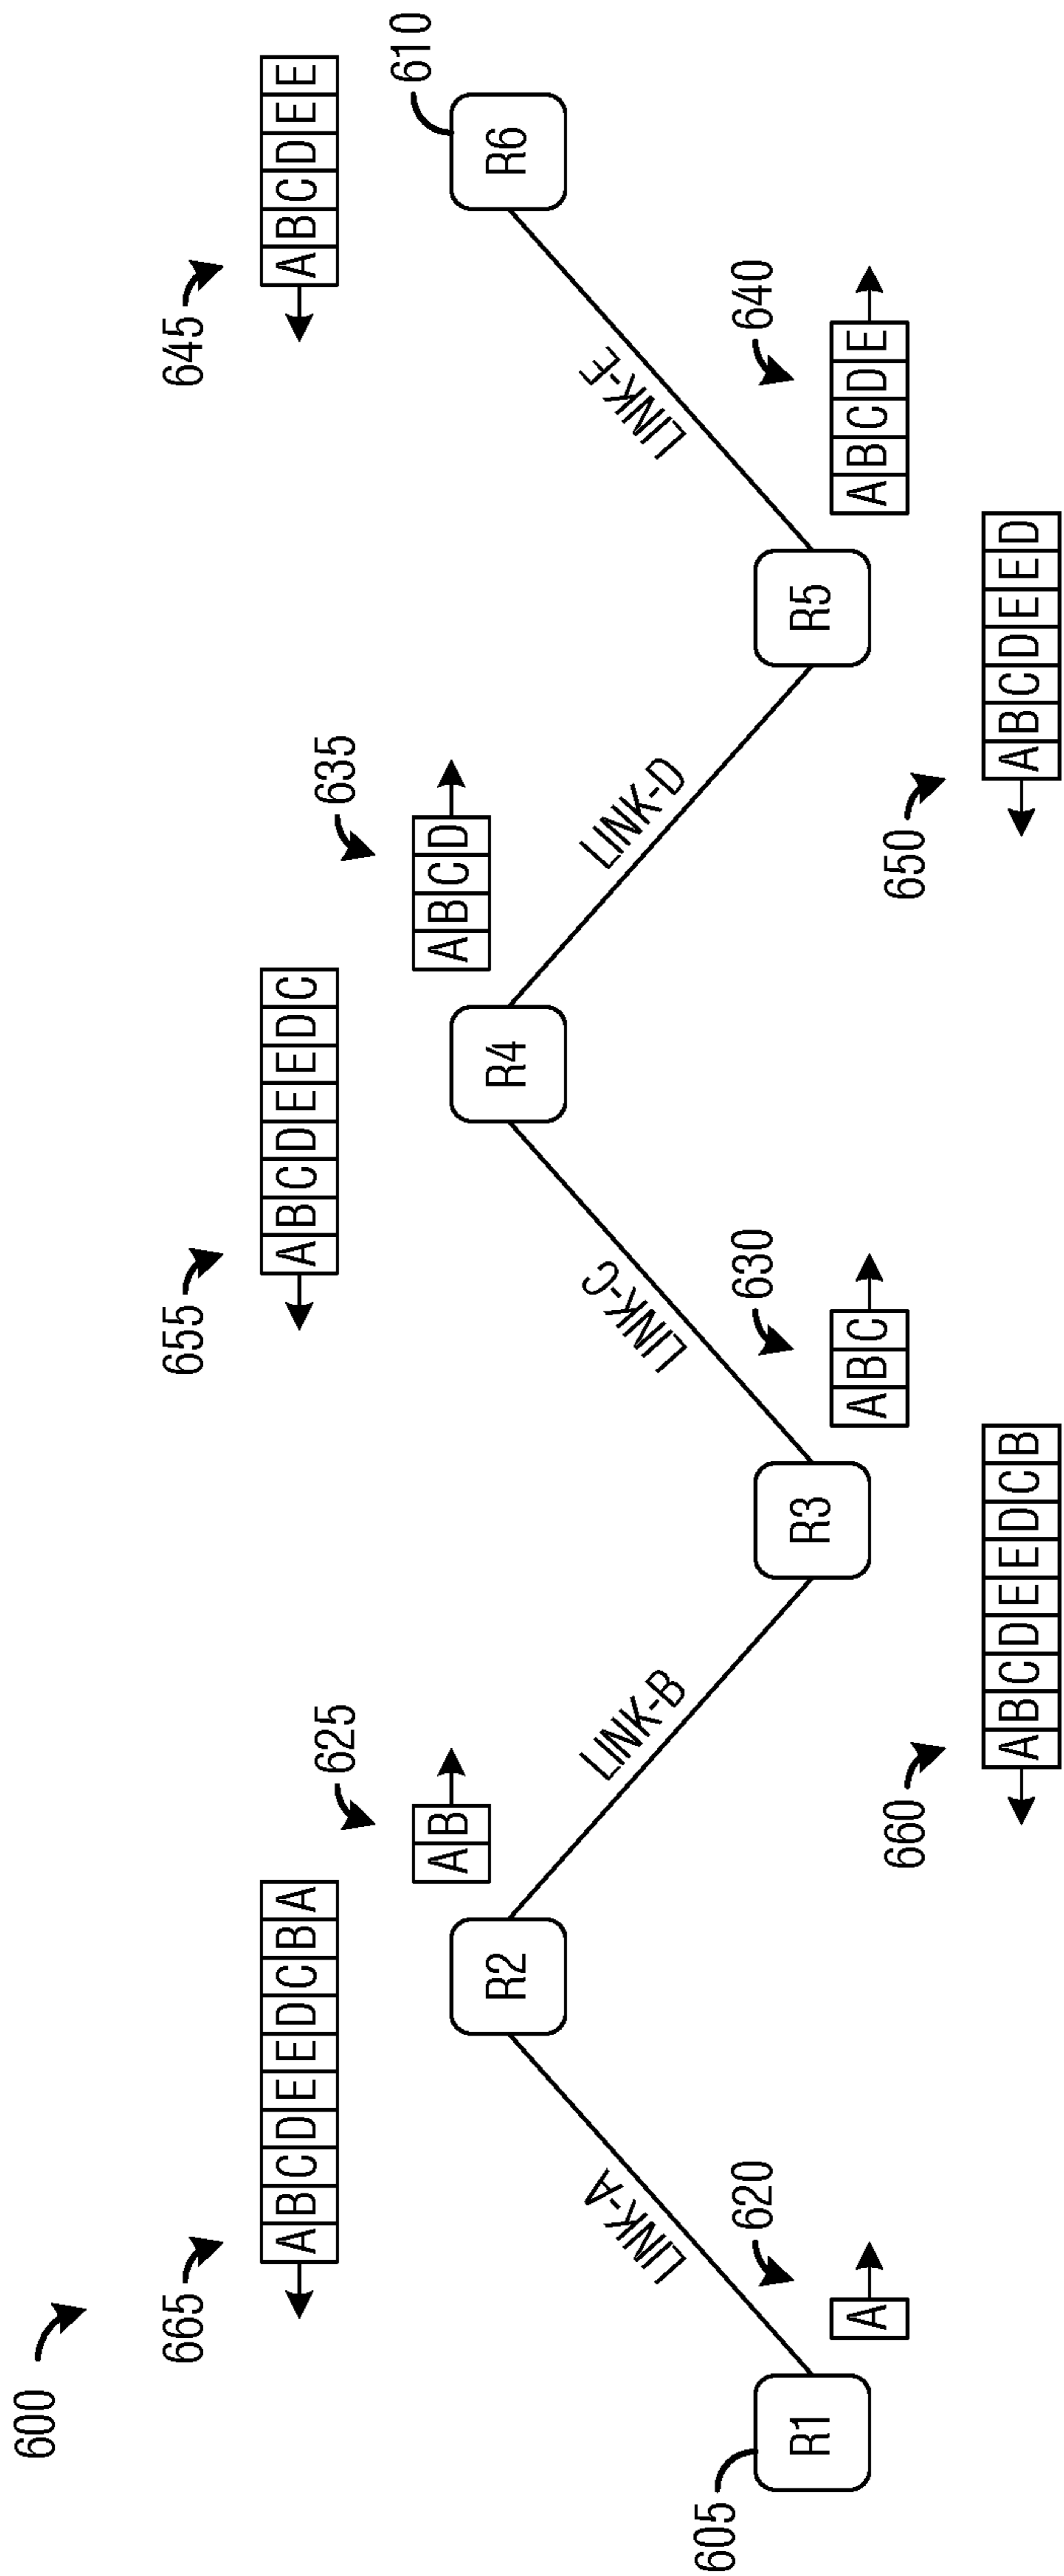 600
665
655
645
A B C D E E D C B A
A B C D E E D C
A B C D E E
625
635
610
A B
A B C D
R2
R4
R6
LINK-A
LINK-B
LINK-C
LINK-D
LINK-E
605
620
630
640
R1
R3
R5
A
A B C
A B C D E
660
650
A B C D E E D C B
A B C D E E D